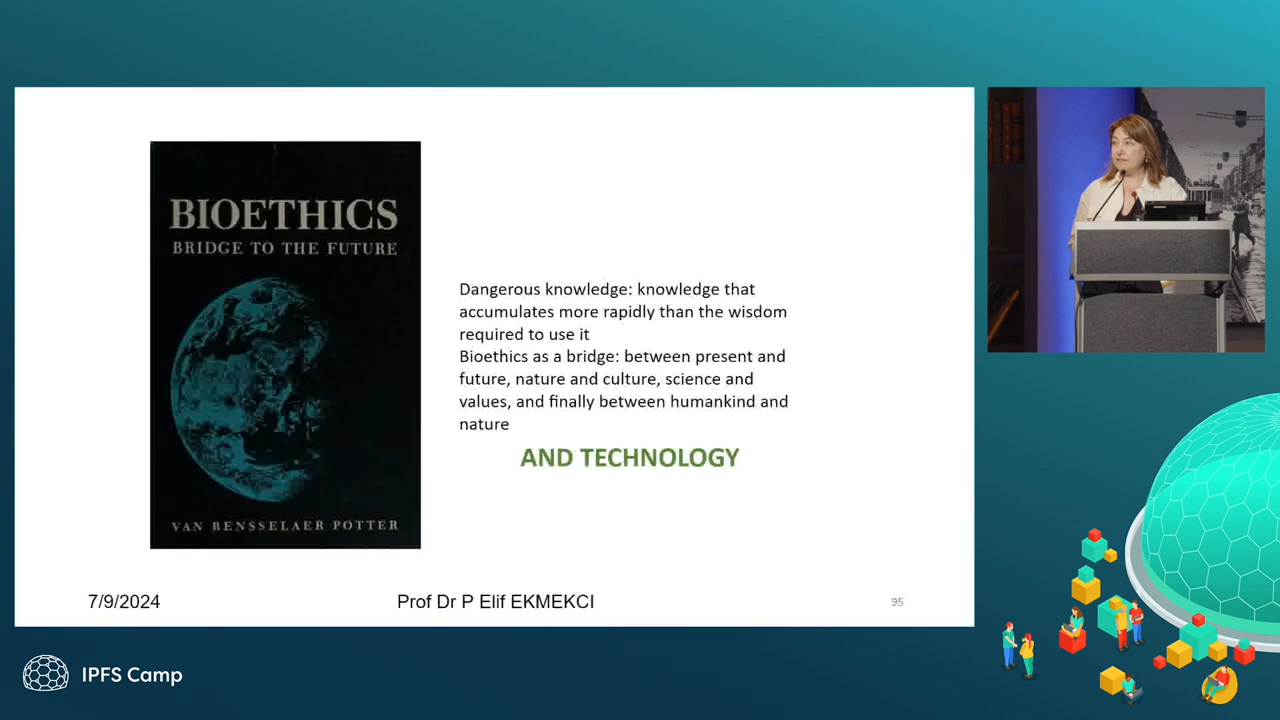 BIOETHICS
BRIDGE TO THE FUTURE
VAN RENSSELAER POTTER
Dangerous knowledge: knowledge that
accumulates more rapidly than the wisdom
required to use it
Bioethics as a bridge: between present and
future, nature and culture, science and
values, and finally between humankind and
nature
AND TECHNOLOGY
7/9/2024
Prof Dr P Elif EKMEKCI
95
IPFS Camp